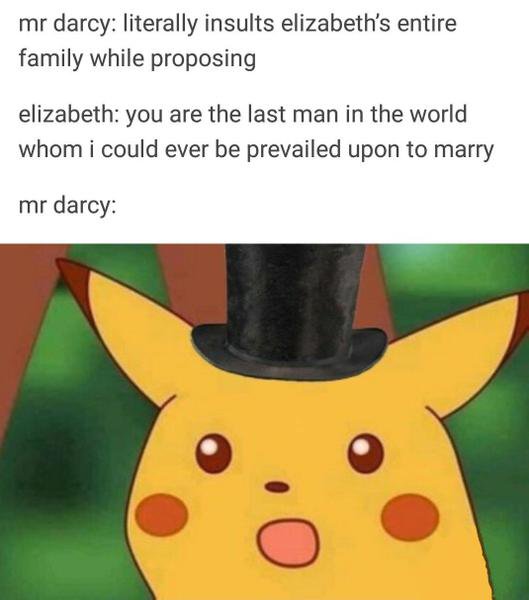 mr darcy: literally insults elizabeth’s entire
family while proposing
elizabeth: you are the last man in the world
whom i could ever be prevailed upon to marry
mr darcy: